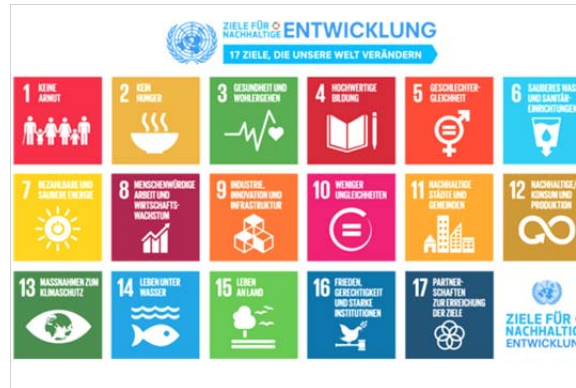 ZIELE FÜR
NACHHALTIGE
ENTWICKLUNG
17 ZIELE, DIE UNSERE WELT VERÄNDERN
1 KEINE
ARMUT
2 KEIN
HUNGER
3 GESUNDHEIT UND
WOHLERGEHEN
4 HOCHWERTIGE
BILDUNG
5 GESCHLECHTER-
GLEICHHEIT
6 SAUBERES WAS
UND SANITÄR-
EINRICHTUNGEN
7 BEZAHLBARE UND
SAUBERE ENERGIE
8 MENSCHENWÜRDIGE
ARBEIT UND
WIRTSCHAFTS-
WACHSTUM
9 INDUSTRIE,
INNOVATION UND
INFRASTRUKTUR
10 WENIGER
UNGLEICHHEITEN
11 NACHHALTIGE
STÄDTE UND
GEMEINDEN
12 NACHHALTIGE/
KONSUM UND
PRODUKTION
13 MASSNAHMEN ZUM
KLIMASCHUTZ
14 LEBEN UNTER
WASSER
15 LEBEN
AN LAND
16 FRIEDEN,
GERECHTIGKEIT
UND STARKE
INSTITUTIONEN
17 PARTNER-
SCHAFTEN
ZUR ERREICHUNG
DER ZIELE
ZIELE FÜR
NACHHALTIG
ENTWICKLUN